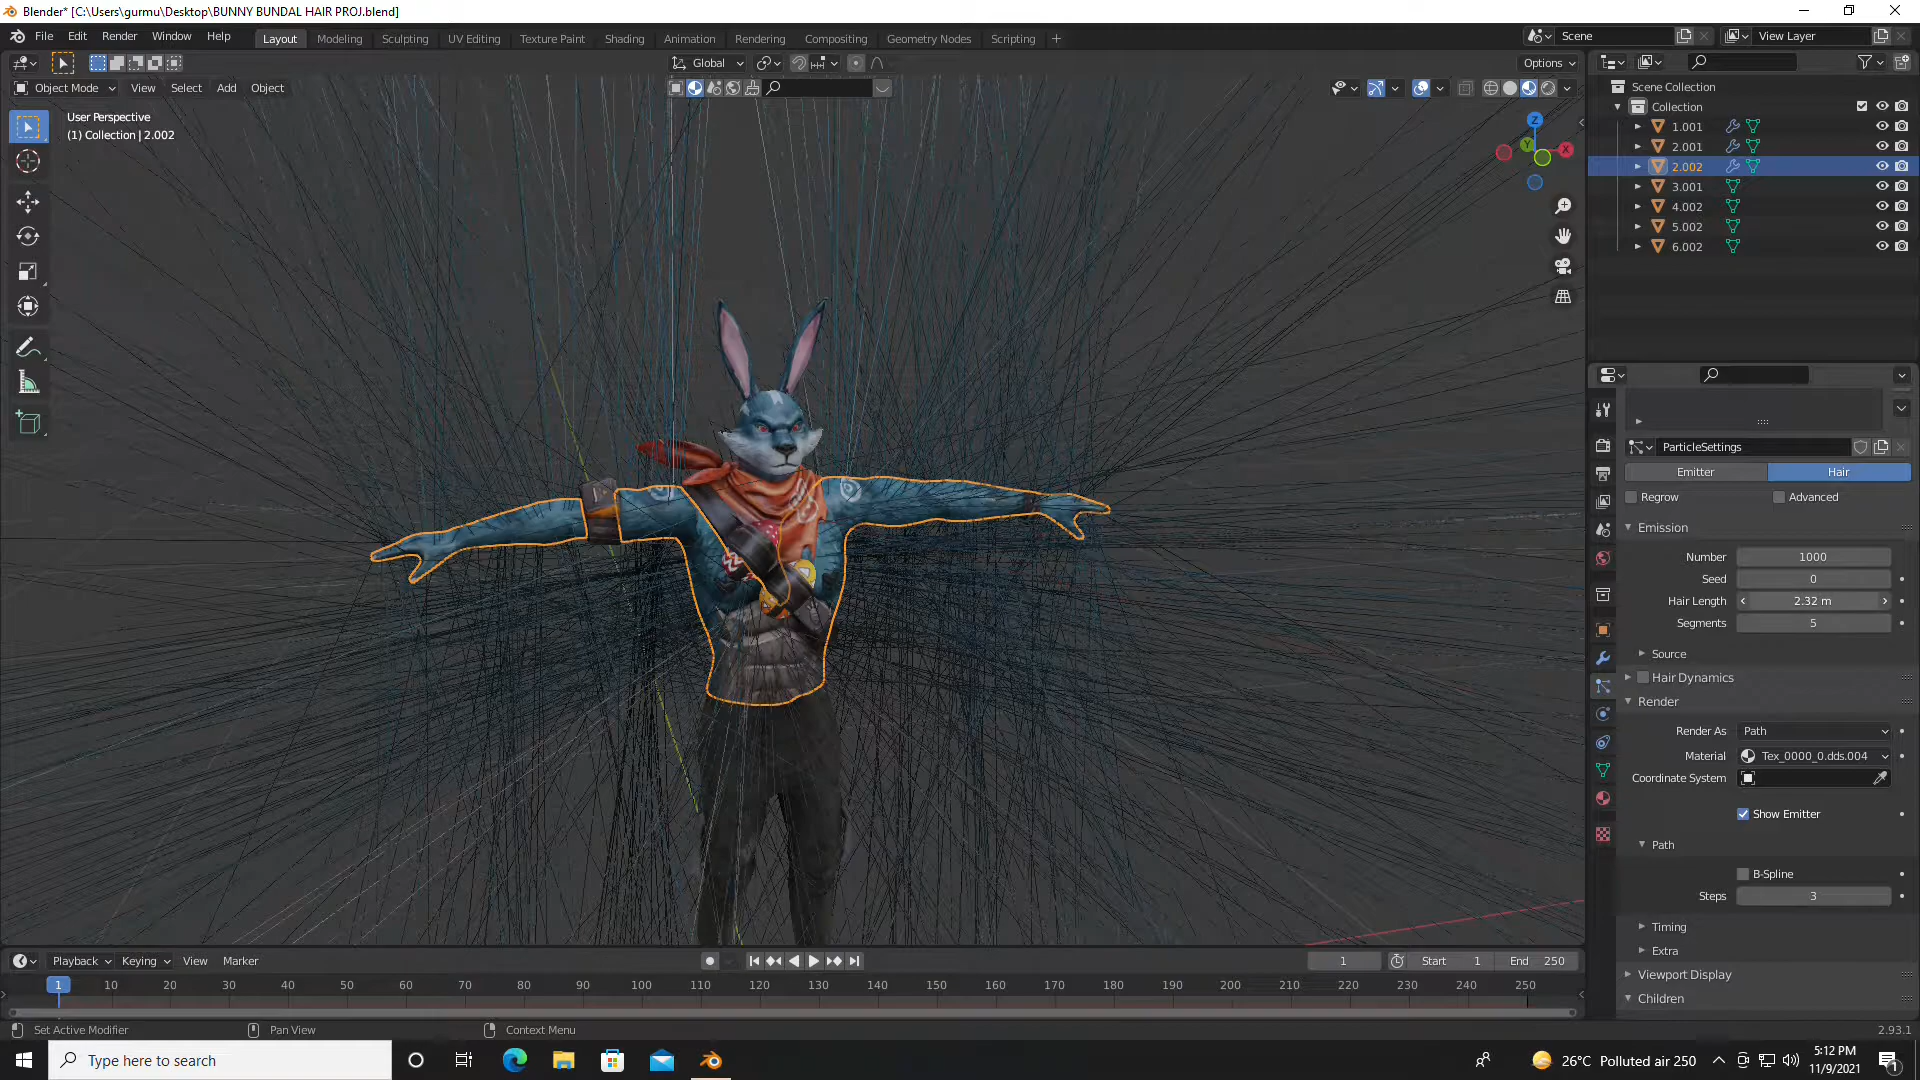 Blender* [C:\Users\gurmu\Desktop\BUNNY BUNDAL HAIR PROJ.blend]
File Edit Render Window Help Layout Modeling Sculpting UV Editing Texture Paint Shading Animation Rendering Compositing Geometry Nodes Scripting + Scene View Layer
Global Options
Object Mode View Select Add Object
User Perspective
(1) Collection | 2.002
Z
Y
X
Scene Collection
Collection
1.001
2.001
2.002
3.001
4.002
5.002
6.002
ParticleSettings
Emitter Hair
Regrow Advanced
Emission
Number 1000
Seed 0
Hair Length 2.32 m
Segments 5
Source
Hair Dynamics
Render
Render As Path
Material Tex_0000_0.dds.004
Coordinate System
Show Emitter
Path
B-Spline
Steps 3
Timing
Extra
Viewport Display
Children
Playback Keying View Marker 1 Start 1 End 250
1 10 20 30 40 50 60 70 80 90 100 110 120 130 140 150 160 170 180 190 200 210 220 230 240 250
Set Active Modifier Pan View Context Menu 2.93.1
Type here to search 26°C Polluted air 250 5:12 PM
11/9/2021
1